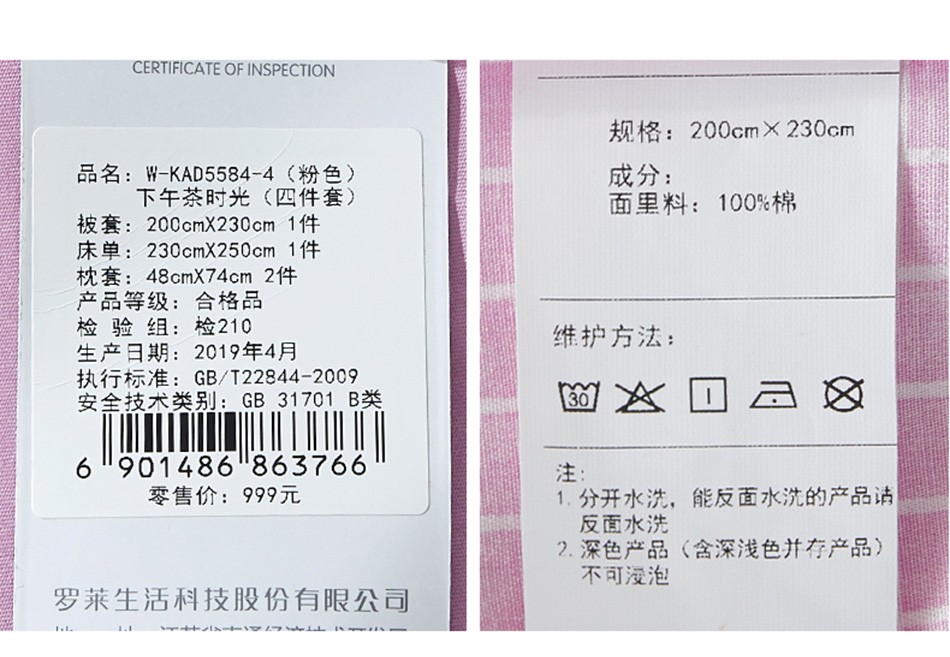 CERTIFICATE OF INSPECTION
品名：W-KAD5584-4（粉色）
下午茶时光（四件套）
被套：200cmX230cm 1件
床单：230cmX250cm 1件
枕套：48cmX74cm 2件
产品等级：合格品
检 验 组：检210
生产日期：2019年4月
执行标准：GB/T22844-2009
安全技术类别：GB 31701 B类
6 901486 863766
零售价：999元
罗莱生活科技股份有限公司
规格：200cm×230cm
成分：
面里料：100%棉
维护方法：
30
注：
1. 分开水洗，能反面水洗的产品请
反面水洗
2. 深色产品（含深浅色并存产品）
不可浸泡